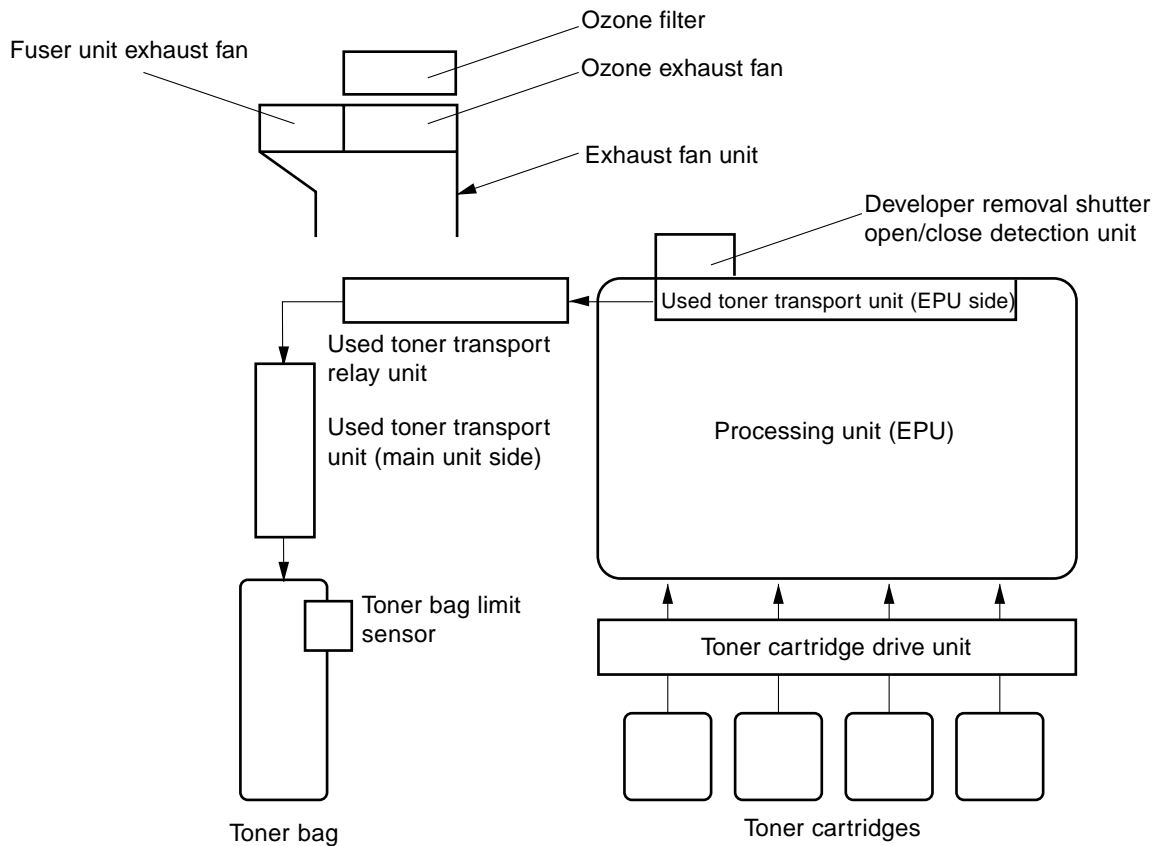 Ozone filter
Fuser unit exhaust fan
Ozone exhaust fan
Exhaust fan unit
Developer removal shutter
open/close detection unit
Used toner transport unit (EPU side)
Used toner transport
relay unit
Used toner transport
unit (main unit side)
Processing unit (EPU)
Toner bag limit
sensor
Toner cartridge drive unit
Toner bag
Toner cartridges